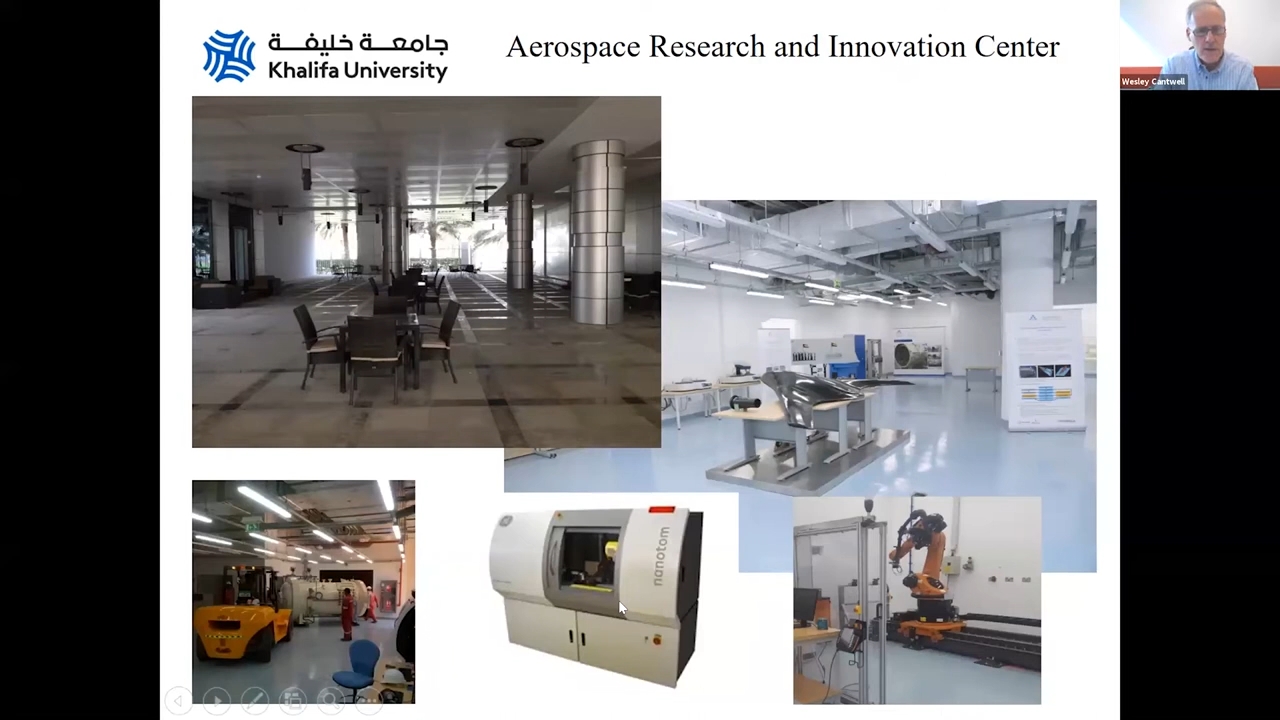 جامعة خليفة
Khalifa University
Aerospace Research and Innovation Center
Wesley Cantwell
nanotom